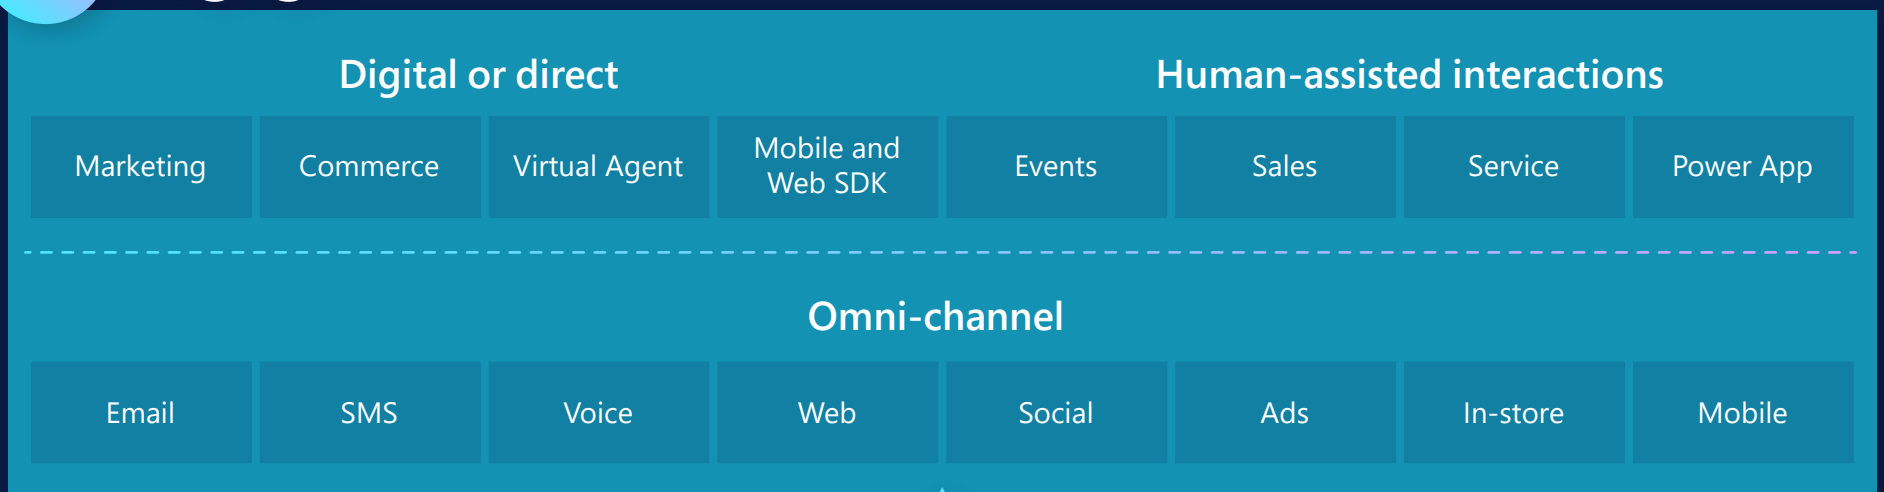 Digital or direct
Human-assisted interactions
Marketing
Commerce
Virtual Agent
Mobile and
Web SDK
Events
Sales
Service
Power App
Omni-channel
Email
SMS
Voice
Web
Social
Ads
In-store
Mobile